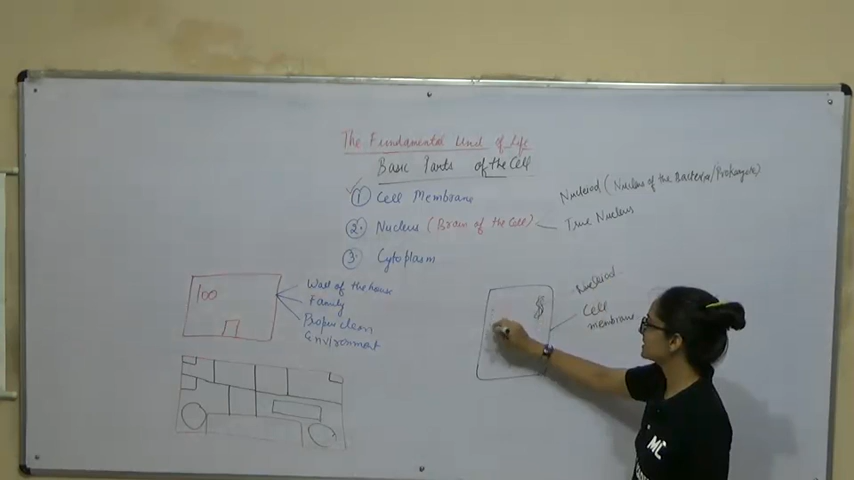 The Fundamental Unit of Life
Basic Parts of the Cell
1 Cell Membrane
2. Nucleus (Brain of the Cell)
Nucleoid (Nucleus of the Bacteria/Prokaryote)
True Nucleus
3. Cytoplasm
100
Wall of the house
Family
Proper clean
Environment
Nucleoid
Cell
membrane
MC